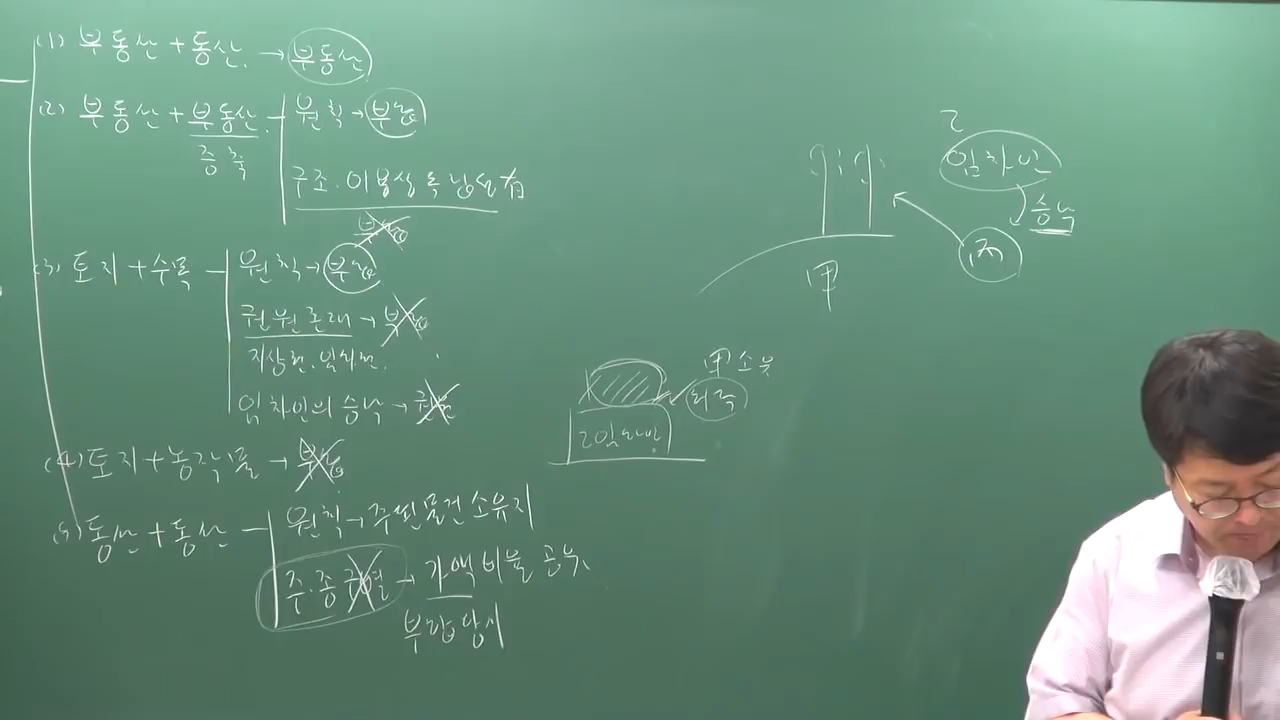 (1) 부동산 + 동산. → 부동산
(2) 부동산 + 부동산 - 원칙 → 부합
증축
구조.이용상 독립성 有
부합
(3) 토지 + 수목 - 원칙 → 부합
권원존재 → 부합
지상권.임차권.
임차인의 승낙 → 권원
(4) 토지 + 농작물 → 부합
(5) 동산 + 동산 - 원칙 → 주된물건 소유자
주.종 구별 → 가액 비율 공유
부합당시
乙
임차인
승낙
丙
甲
甲 소유
/////